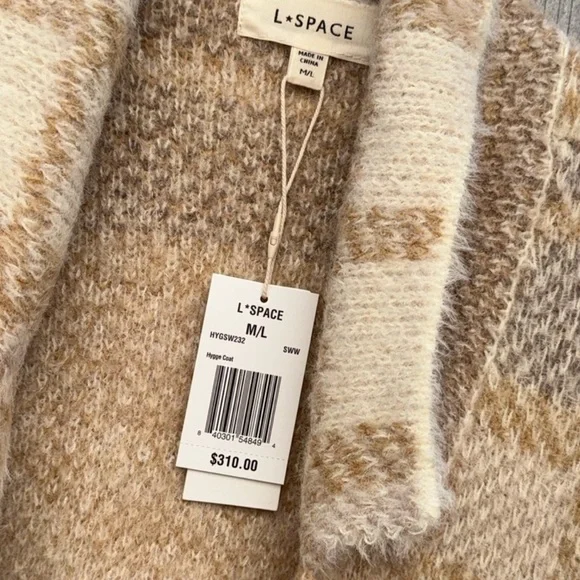 L*SPACE
MADE IN
CHINA
M/L
L*SPACE
M/L
HYGSW232 SWW
Hygge Coat
8 40301 54849 4
$310.00